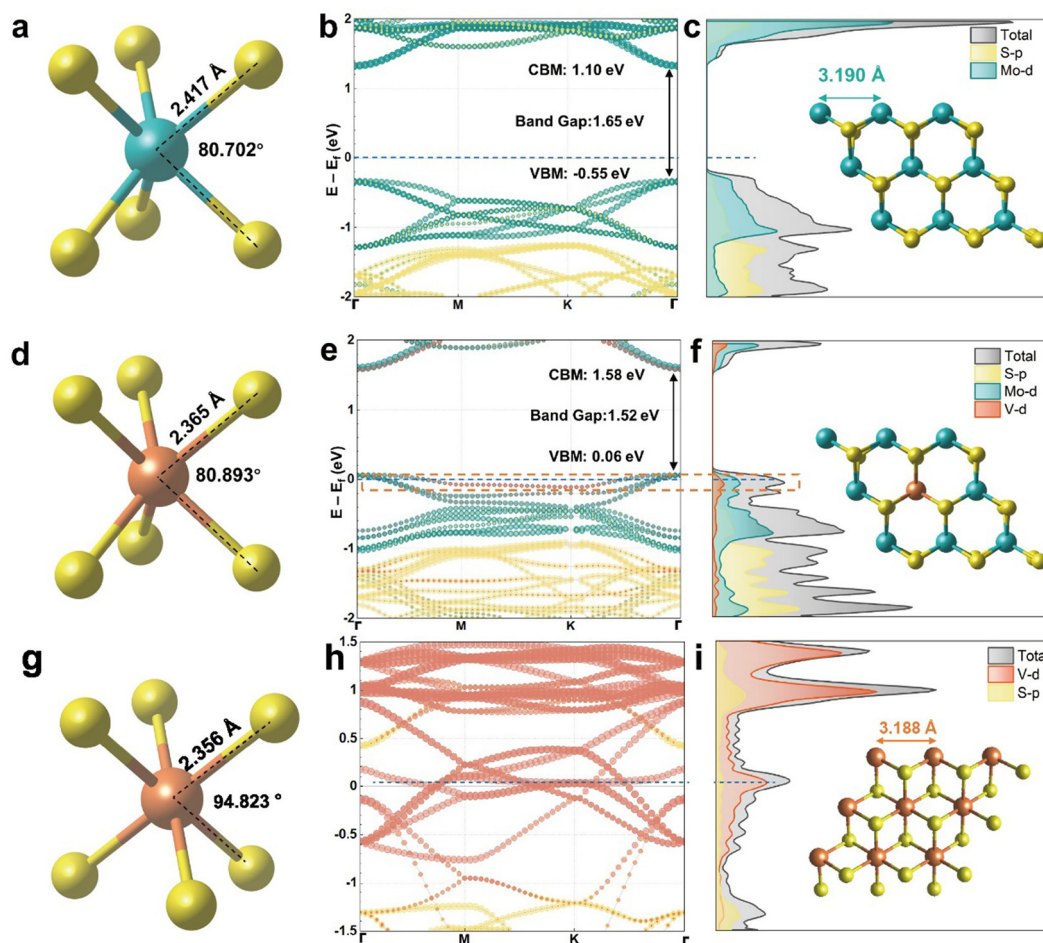 a
2.417 Å
80.702°
b
E − Ef (eV)
2
1
0
-1
-2
CBM: 1.10 eV
Band Gap:1.65 eV
VBM: -0.55 eV
Γ M K Γ
c
Total
S-p
Mo-d
3.190 Å
d
2.365 Å
80.893°
e
E − Ef (eV)
2
1
0
-1
-2
CBM: 1.58 eV
Band Gap:1.52 eV
VBM: 0.06 eV
Γ M K Γ
f
Total
S-p
Mo-d
V-d
g
2.356 Å
94.823 °
h
1.5
1
0.5
0
-0.5
-1
-1.5
Γ M K Γ
i
Total
V-d
S-p
3.188 Å